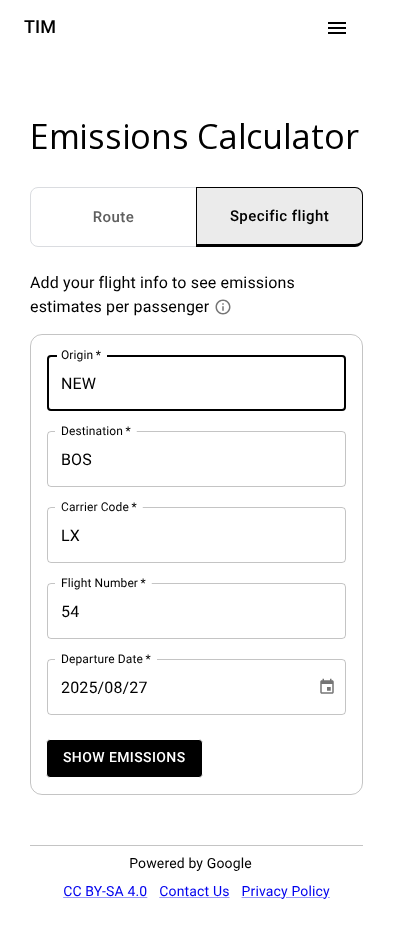 TIM
Emissions Calculator
Route
Specific flight
Add your flight info to see emissions
estimates per passenger
Origin *
NEW
Destination *
BOS
Carrier Code *
LX
Flight Number *
54
Departure Date *
2025/08/27
SHOW EMISSIONS
Powered by Google
CC BY-SA 4.0 Contact Us Privacy Policy